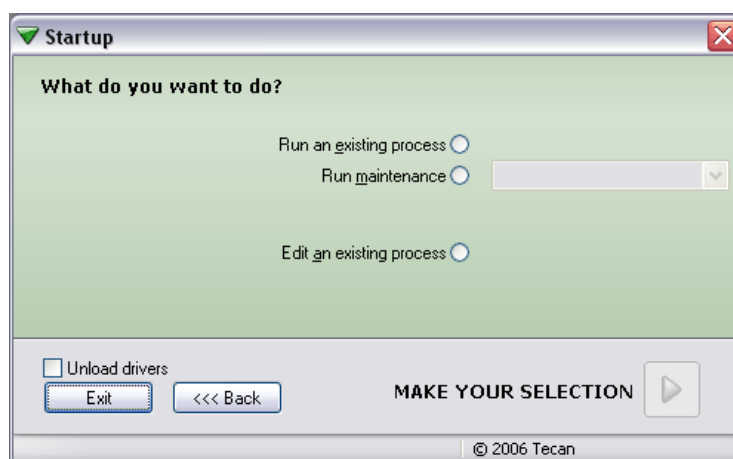 Startup
What do you want to do?
Run an existing process
Run maintenance
Edit an existing process
Unload drivers
Exit
<<< Back
MAKE YOUR SELECTION
© 2006 Tecan